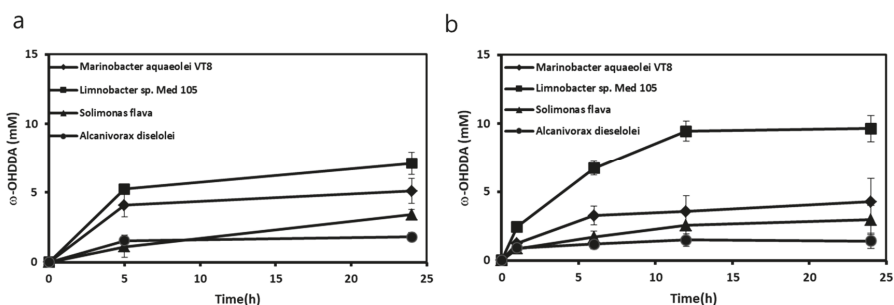 a
15
10
5
0
ω-OHDDA (mM)
Marinobacter aquaeolei VT8
Limnobacter sp. Med 105
Solimonas flava
Alcanivorax diselolei
0 5 10 15 20 25
Time(h)
b
15
10
5
0
ω-OHDDA (mM)
Marinobacter aquaeolei VT8
Limnobacter sp. Med 105
Solimonas flava
Alcanivorax dieselolei
0 5 10 15 20 25
Time(h)